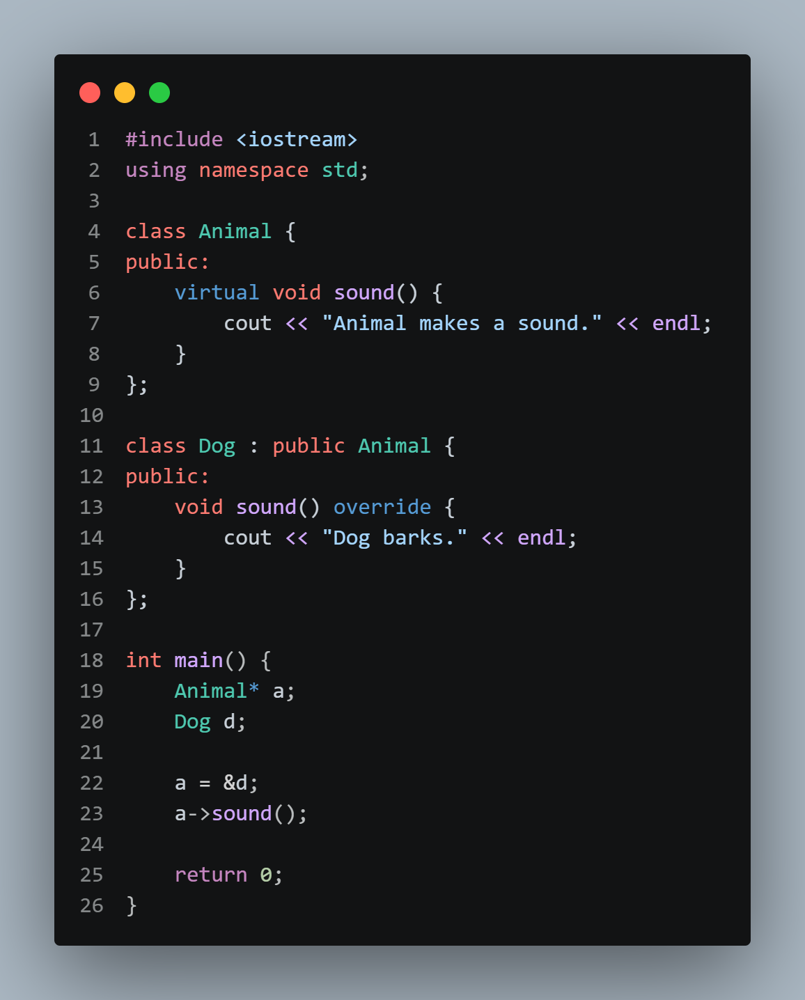 1 #include <iostream>
2 using namespace std;
3
4 class Animal {
5 public:
6     virtual void sound() {
7         cout << "Animal makes a sound." << endl;
8     }
9 };
10
11 class Dog : public Animal {
12 public:
13     void sound() override {
14         cout << "Dog barks." << endl;
15     }
16 };
17
18 int main() {
19     Animal* a;
20     Dog d;
21
22     a = &d;
23     a->sound();
24
25     return 0;
26 }